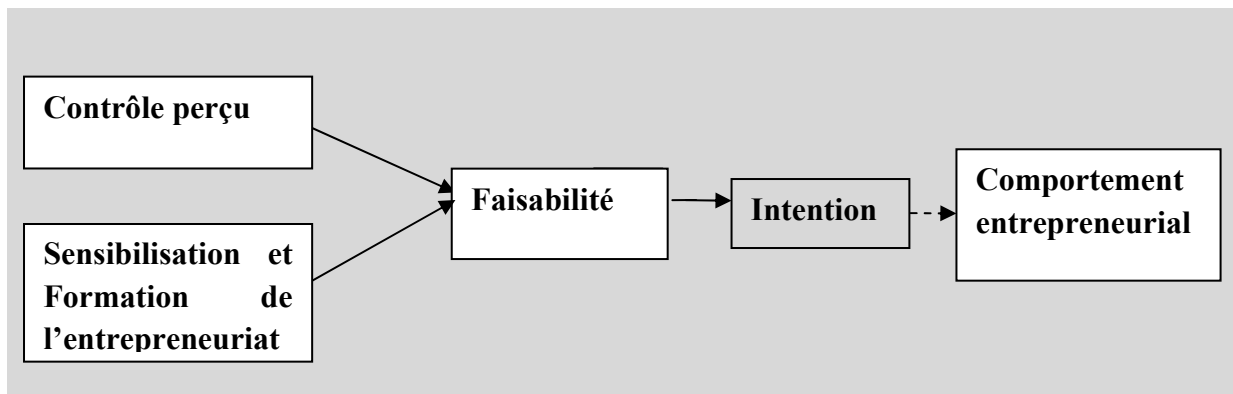 Contrôle perçu
Sensibilisation et
Formation de
l’entrepreneuriat
Faisabilité
Intention
Comportement
entrepreneurial